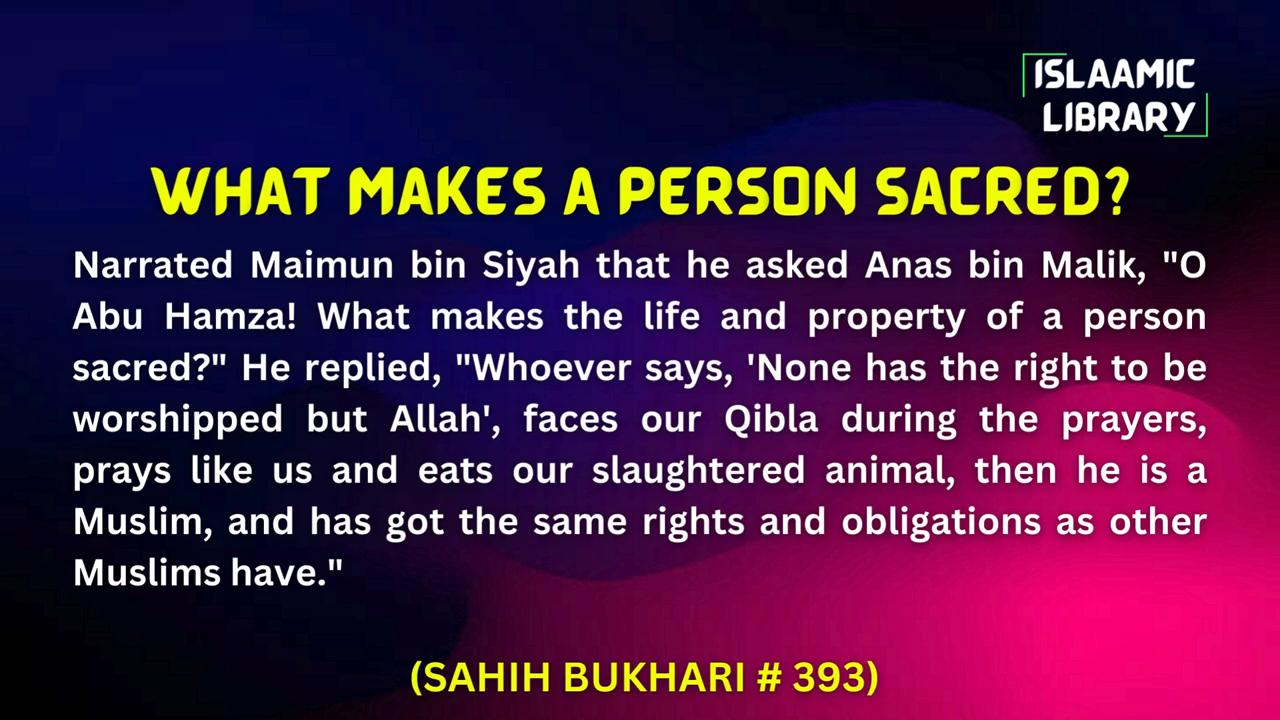 ISLAAMIC
LIBRARY
WHAT MAKES A PERSON SACRED?
Narrated Maimun bin Siyah that he asked Anas bin Malik, "O
Abu Hamza! What makes the life and property of a person
sacred?" He replied, "Whoever says, 'None has the right to be
worshipped but Allah', faces our Qibla during the prayers,
prays like us and eats our slaughtered animal, then he is a
Muslim, and has got the same rights and obligations as other
Muslims have."
(SAHIH BUKHARI # 393)